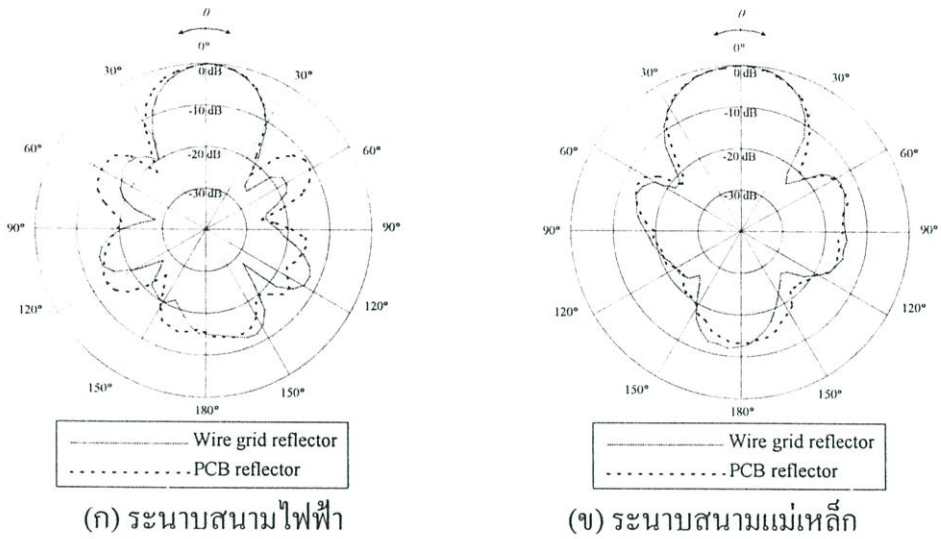 θ
0°
30° 30°
0 dB
-10 dB
60° 60°
-20 dB
-30 dB
90° 90°
120° 120°
150° 150°
180°
Wire grid reflector
PCB reflector
(ก) ระนาบสนามไฟฟ้า
θ
0°
30° 30°
0 dB
-10 dB
60° 60°
-20 dB
-30 dB
90° 90°
120° 120°
150° 150°
180°
Wire grid reflector
PCB reflector
(ข) ระนาบสนามแม่เหล็ก